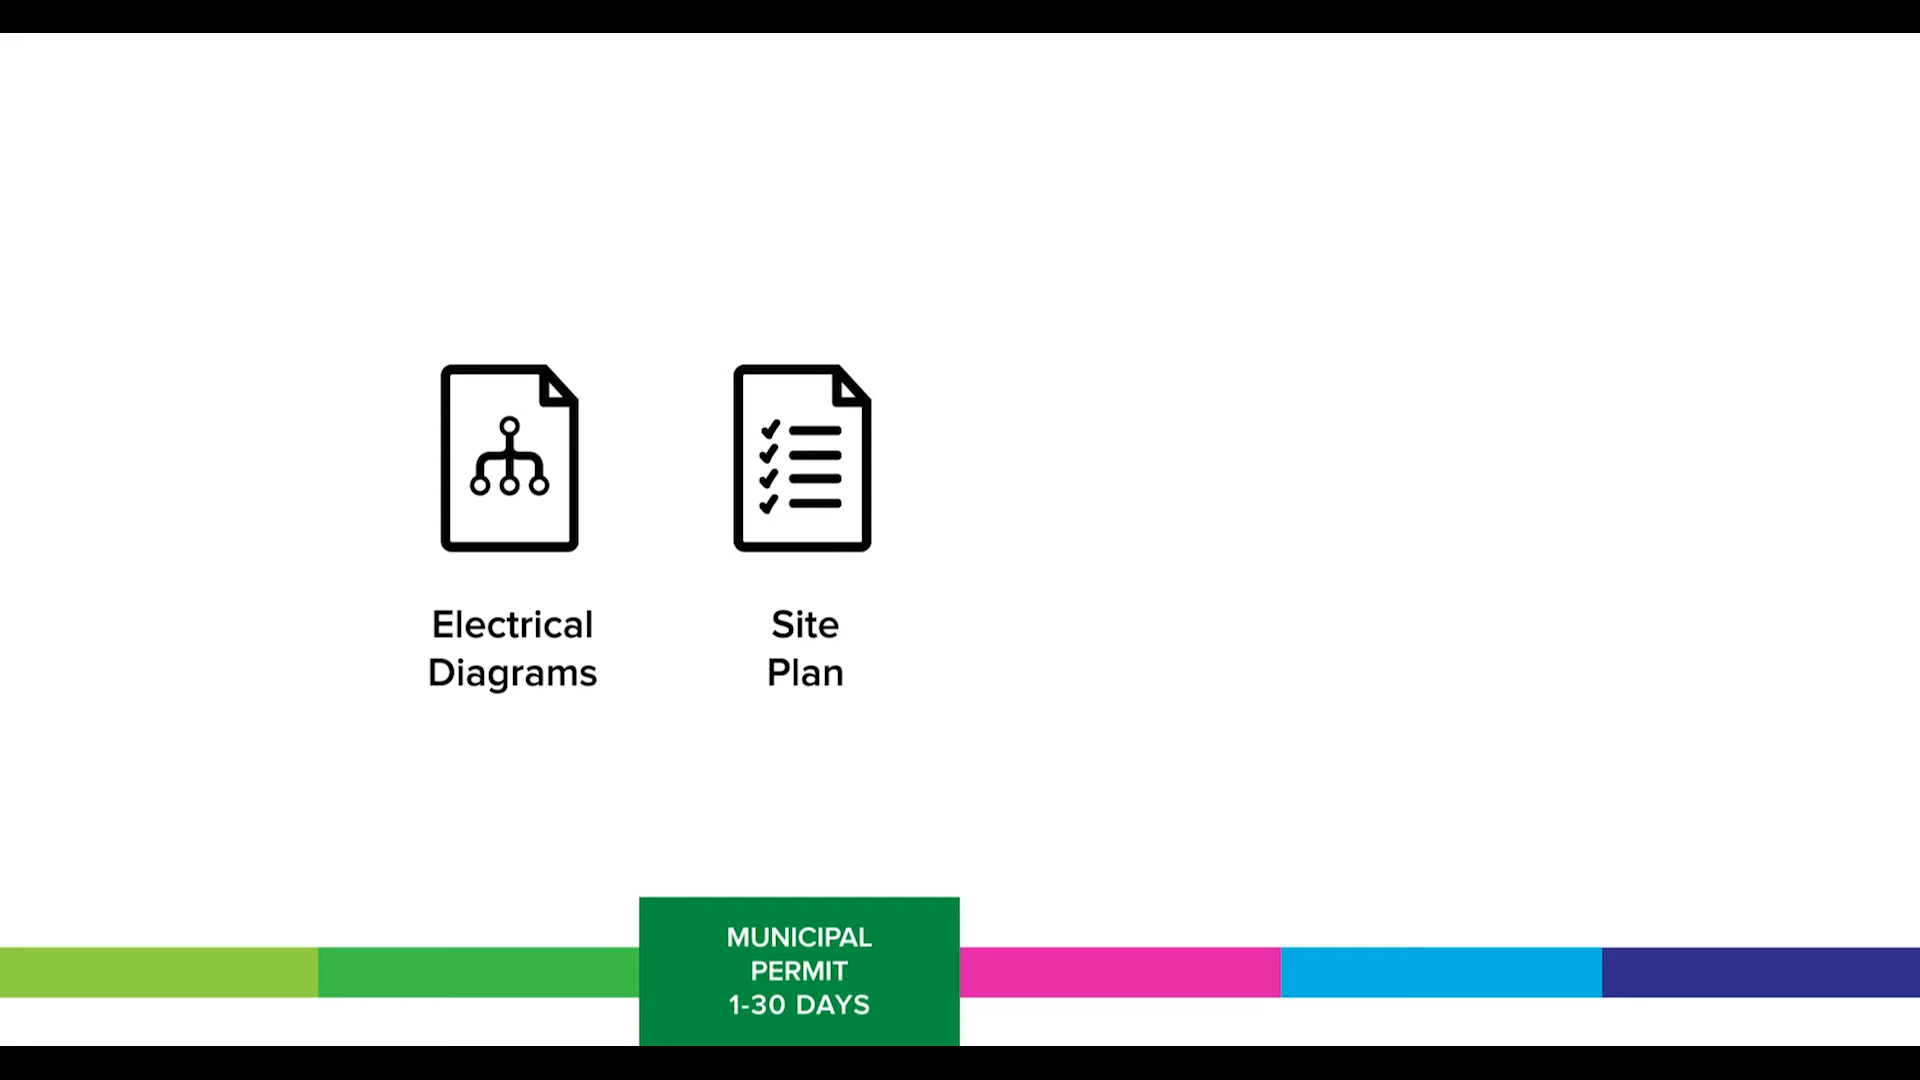 Electrical
Diagrams
Site
Plan
MUNICIPAL
PERMIT
1-30 DAYS